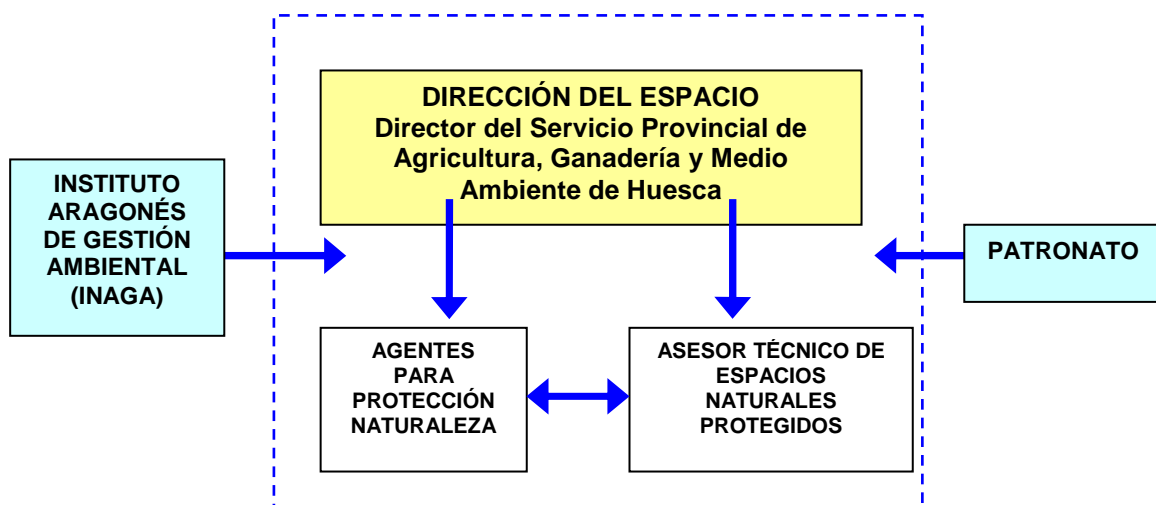 DIRECCIÓN DEL ESPACIO
Director del Servicio Provincial de
Agricultura, Ganadería y Medio
Ambiente de Huesca
INSTITUTO
ARAGONÉS
DE GESTIÓN
AMBIENTAL
(INAGA)
PATRONATO
AGENTES
PARA
PROTECCIÓN
NATURALEZA
ASESOR TÉCNICO DE
ESPACIOS
NATURALES
PROTEGIDOS